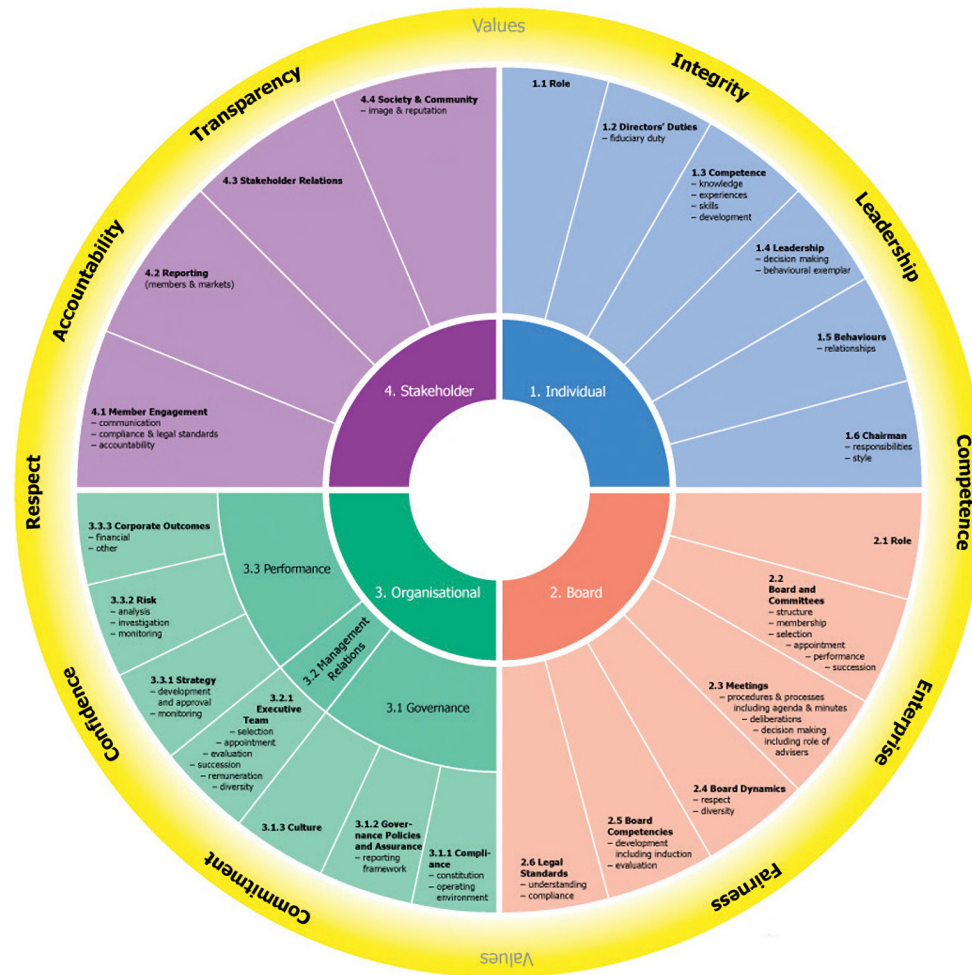 Values
Integrity
Leadership
Competence
Enterprise
Fairness
Values
Commitment
Confidence
Respect
Accountability
Transparency
1. Individual
1.1 Role
1.2 Directors' Duties
– fiduciary duty
1.3 Competence
– knowledge
– experiences
– skills
– development
1.4 Leadership
– decision making
– behavioural exemplar
1.5 Behaviours
– relationships
1.6 Chairman
– responsibilities
– style
2. Board
2.1 Role
2.2
Board and
Committees
– structure
– membership
– selection
– appointment
– performance
– succession
2.3 Meetings
– procedures & processes
including agenda & minutes
– deliberations
– decision making
including role of
advisers
2.4 Board Dynamics
– respect
– diversity
2.5 Board
Competencies
– development
including induction
– evaluation
2.6 Legal
Standards
– understanding
– compliance
3. Organisational
3.1 Governance
3.1.1 Compli-
ance
– constitution
– operating
environment
3.1.2 Gover-
nance Policies
and Assurance
– reporting
framework
3.1.3 Culture
3.2 Management
Relations
3.2.1
Executive
Team
– selection
– appointment
– evaluation
– succession
– remuneration
– diversity
3.3 Performance
3.3.1 Strategy
– development
and approval
– monitoring
3.3.2 Risk
– analysis
– investigation
– monitoring
3.3.3 Corporate Outcomes
– financial
– other
4. Stakeholder
4.1 Member Engagement
– communication
– compliance & legal standards
– accountability
4.2 Reporting
(members & markets)
4.3 Stakeholder Relations
4.4 Society & Community
– image & reputation